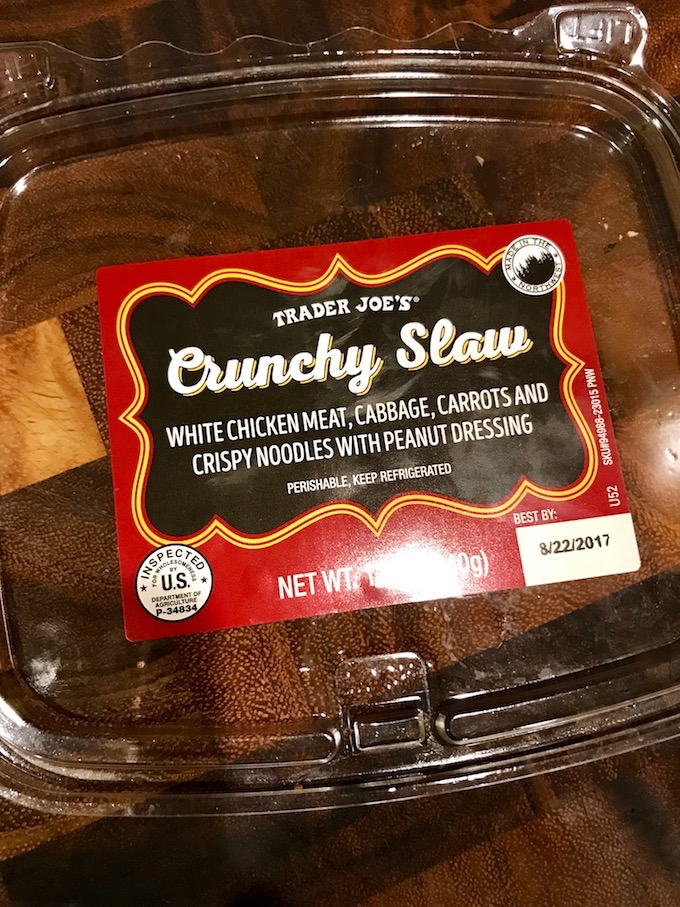 MADE IN THE
NORTHWEST
TRADER JOE'S®
Crunchy Slaw
WHITE CHICKEN MEAT, CABBAGE, CARROTS AND
CRISPY NOODLES WITH PEANUT DRESSING
PERISHABLE, KEEP REFRIGERATED
SKU#94988-23015 PNW
U52
BEST BY:
8/22/2017
INSPECTED
FOR WHOLESOMENESS
BY
U.S.
DEPARTMENT OF
AGRICULTURE
P-34834
NET WT.